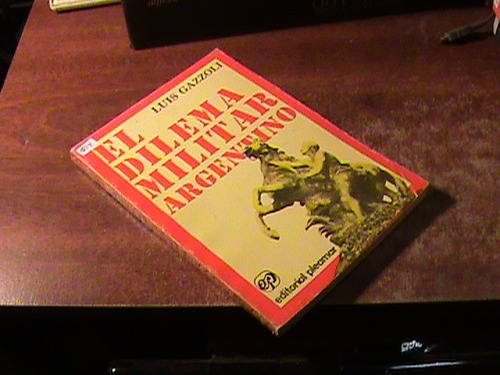 LUIS GAZZOLI
EL
DILEMA
MILITAR
ARGENTINO
ep
editorial pleamar